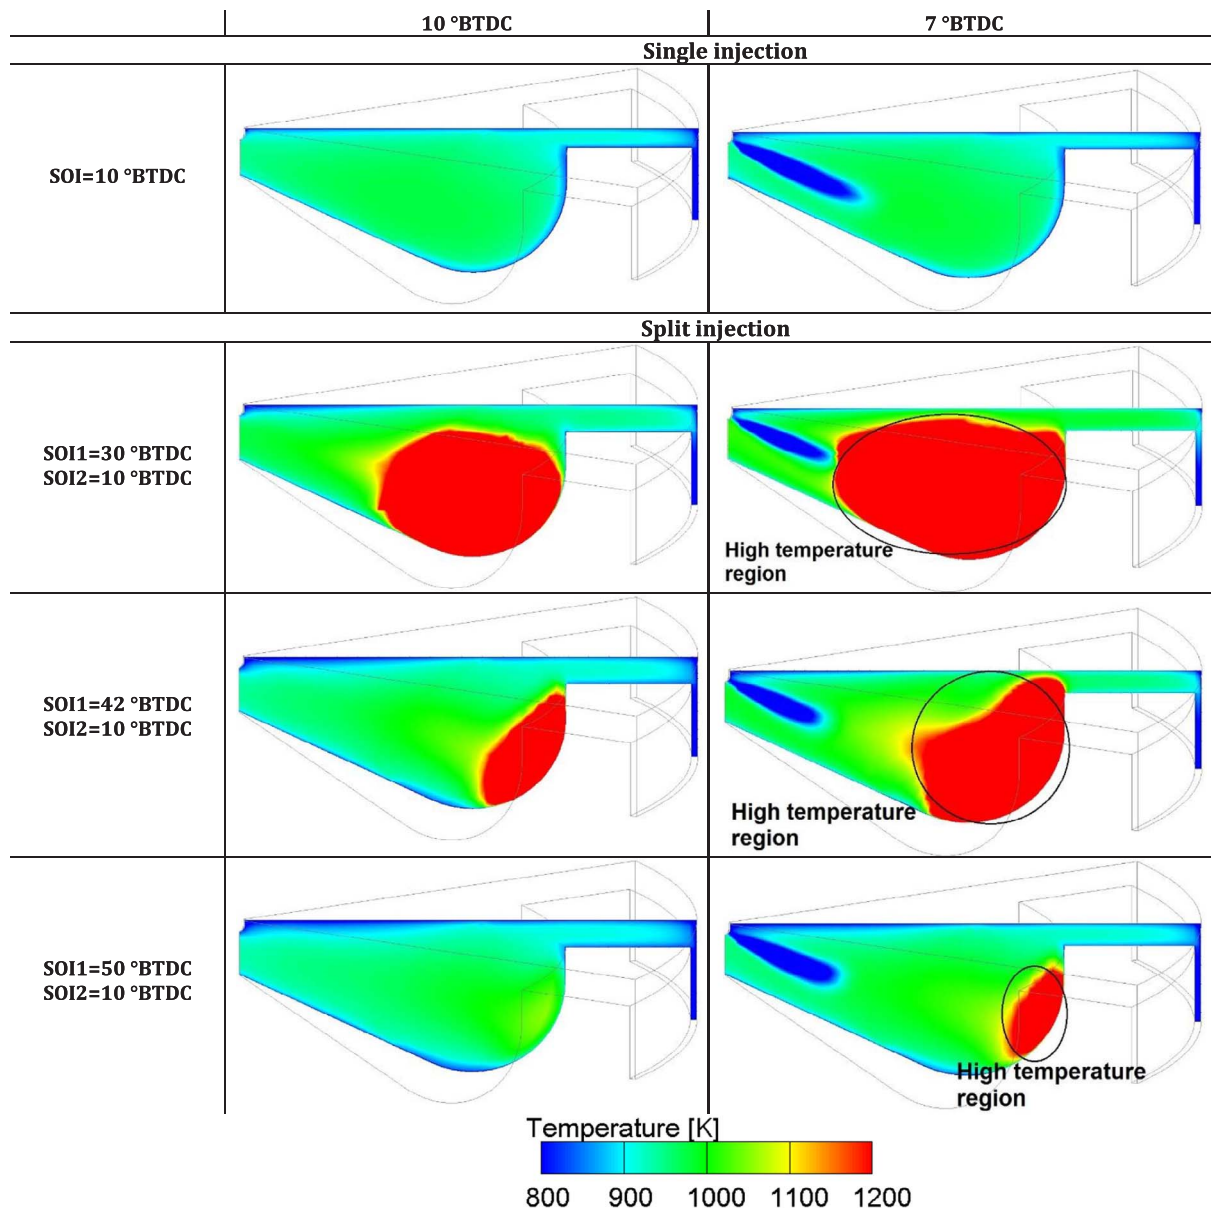 10 °BTDC
7 °BTDC
Single injection
SOI=10 °BTDC
Split injection
SOI1=30 °BTDC
SOI2=10 °BTDC
High temperature
region
SOI1=42 °BTDC
SOI2=10 °BTDC
High temperature
region
SOI1=50 °BTDC
SOI2=10 °BTDC
High temperature
region
Temperature [K]
800 900 1000 1100 1200